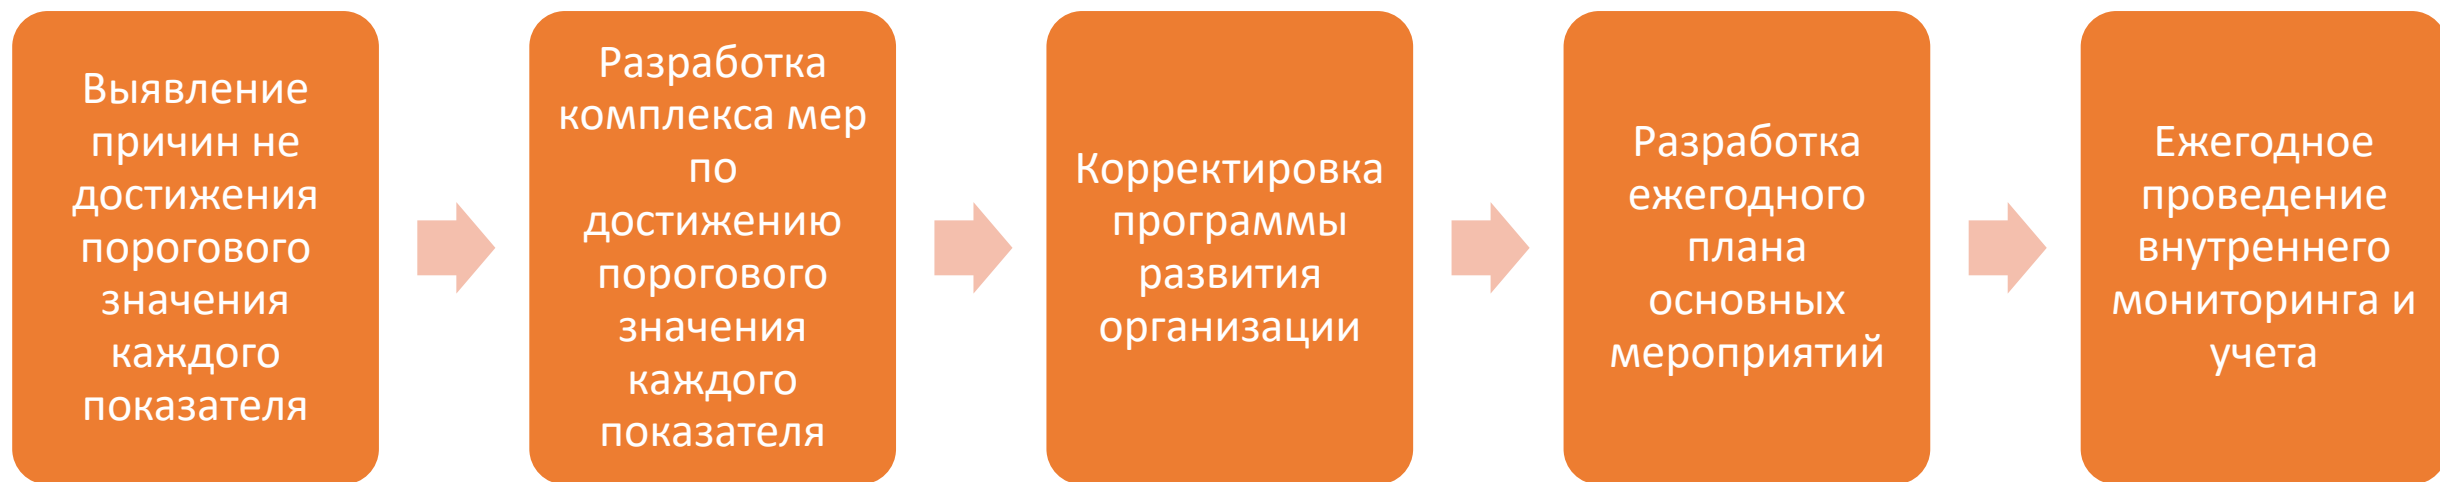 Выявление
причин не
достижения
порогового
значения
каждого
показателя
Разработка
комплекса мер
по
достижению
порогового
значения
каждого
показателя
Корректировка
программы
развития
организации
Разработка
ежегодного
плана
основных
мероприятий
Ежегодное
проведение
внутреннего
мониторинга и
учета